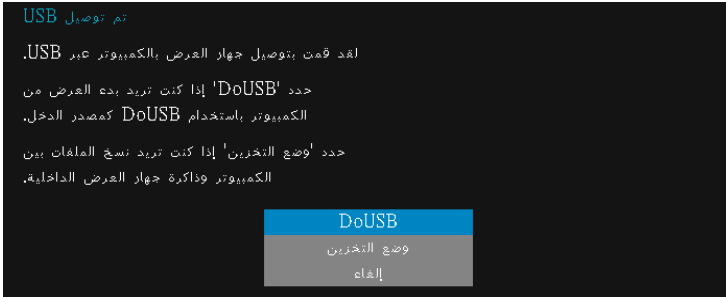 تم توصيل USB
لقد قمت بتوصيل جهاز العرض بالكمبيوتر عبر USB.
حدد 'DoUSB' إذا كنت تريد بدء العرض من
الكمبيوتر باستخدام DoUSB كمصدر الدخل.
حدد 'وضع التخزين' إذا كنت تريد نسخ الملفات بين
الكمبيوتر وذاكرة جهاز العرض الداخلية.
DoUSB
وضع التخزين
إلغاء